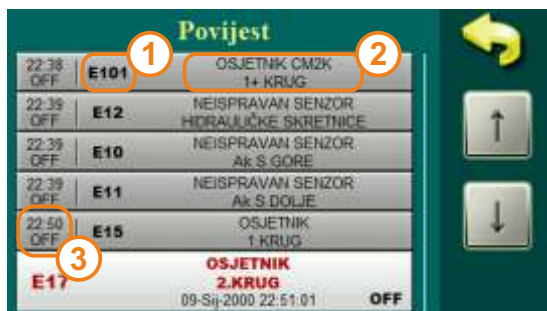 Povijest
1
2
22:38
OFF
E101
OSJETNIK CM2K
1+ KRUG
22:39
OFF
E12
NEISPRAVAN SENZOR
HIDRAULIČKE SKRETNICE
22:39
OFF
E10
NEISPRAVAN SENZOR
Ak.S.GORE
22:39
OFF
E11
NEISPRAVAN SENZOR
Ak.S.DOLJE
22:50
OFF
E15
OSJETNIK
1.KRUG
3
E17
OSJETNIK
2.KRUG
09-Sij-2000 22:51:01
OFF